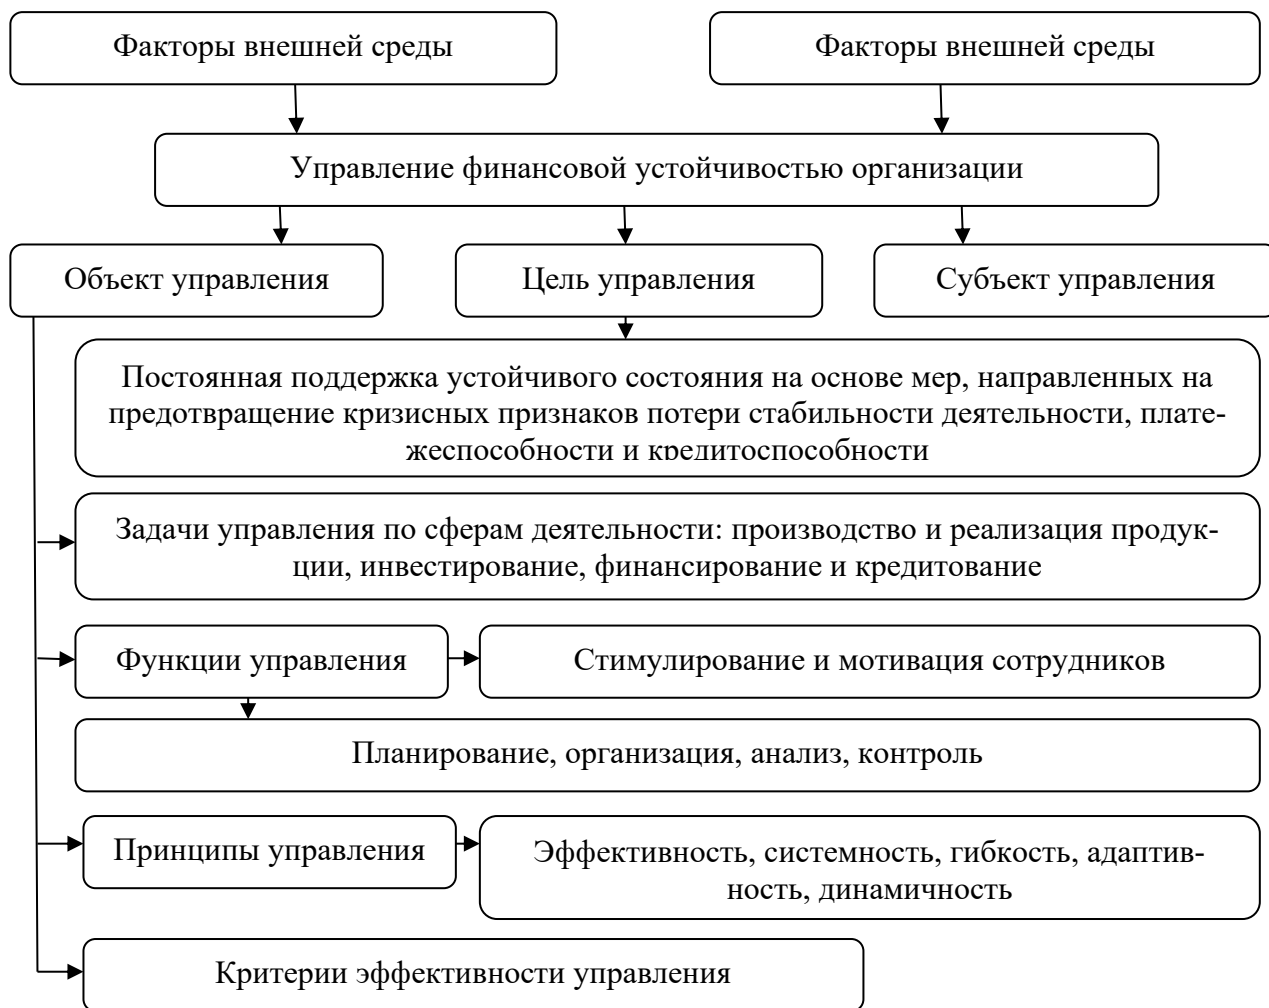 Факторы внешней среды
Факторы внешней среды
Управление финансовой устойчивостью организации
Объект управления
Цель управления
Субъект управления
Постоянная поддержка устойчивого состояния на основе мер, направленных на
предотвращение кризисных признаков потери стабильности деятельности, плате-
жеспособности и кредитоспособности
Задачи управления по сферам деятельности: производство и реализация продук-
ции, инвестирование, финансирование и кредитование
Функции управления
Стимулирование и мотивация сотрудников
Планирование, организация, анализ, контроль
Принципы управления
Эффективность, системность, гибкость, адаптив-
ность, динамичность
Критерии эффективности управления